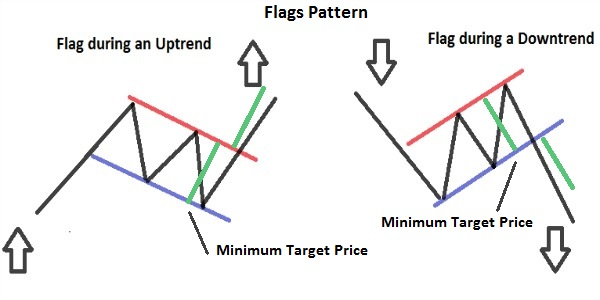 Flags Pattern
Flag during an Uptrend
Flag during a Downtrend
Minimum Target Price
Minimum Target Price